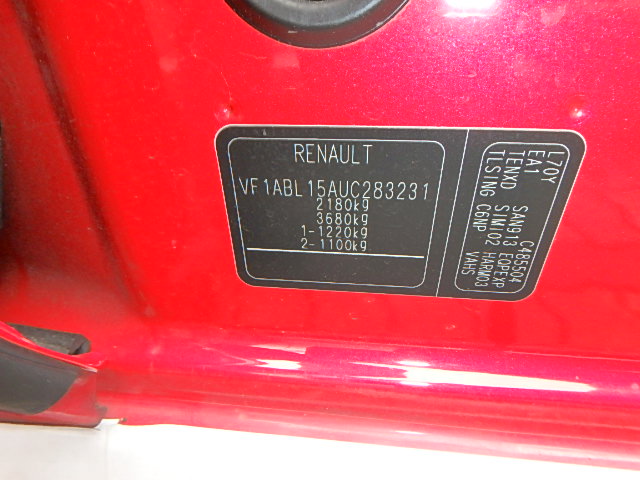 RENAULT
VF1ABL15AUC283231
2180kg
3680kg
1-1220kg
2-1100kg
L70Y
EA1
TENXD SAN913 C485504
TLSING SIMI02 EQPEXP
C6NP HARM03
VAHS